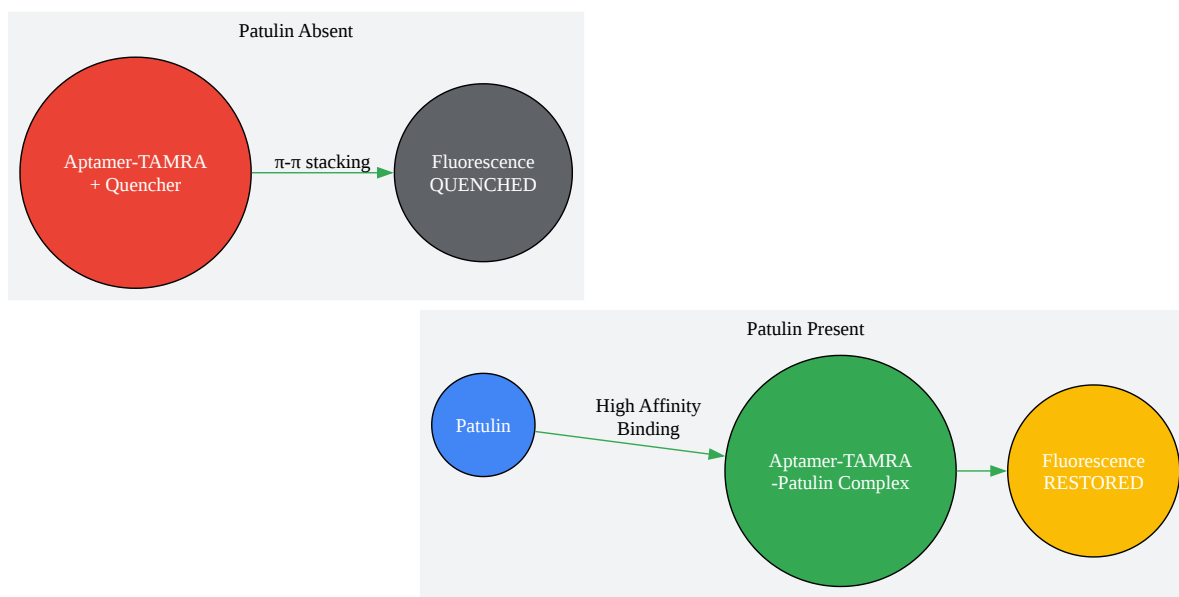 Patulin Absent
Aptamer-TAMRA
+ Quencher
π-π stacking
Fluorescence
QUENCHED
Patulin Present
Patulin
High Affinity
Binding
Aptamer-TAMRA
-Patulin Complex
Fluorescence
RESTORED